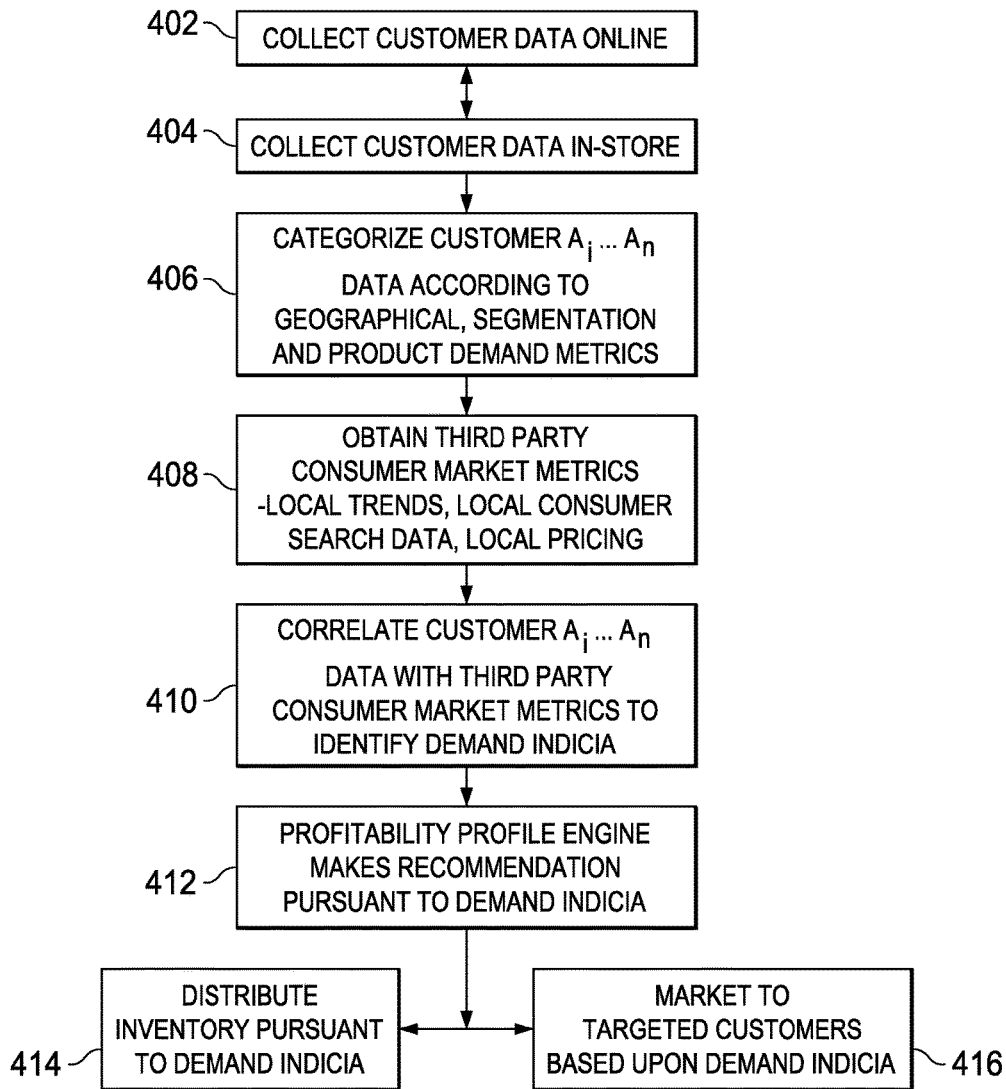 402
COLLECT CUSTOMER DATA ONLINE
404
COLLECT CUSTOMER DATA IN-STORE
406
CATEGORIZE CUSTOMER Ai ... An
DATA ACCORDING TO
GEOGRAPHICAL, SEGMENTATION
AND PRODUCT DEMAND METRICS
408
OBTAIN THIRD PARTY
CONSUMER MARKET METRICS
-LOCAL TRENDS, LOCAL CONSUMER
SEARCH DATA, LOCAL PRICING
410
CORRELATE CUSTOMER Ai ... An
DATA WITH THIRD PARTY
CONSUMER MARKET METRICS TO
IDENTIFY DEMAND INDICIA
412
PROFITABILITY PROFILE ENGINE
MAKES RECOMMENDATION
PURSUANT TO DEMAND INDICIA
414
DISTRIBUTE
INVENTORY PURSUANT
TO DEMAND INDICIA
MARKET TO
TARGETED CUSTOMERS
BASED UPON DEMAND INDICIA
416